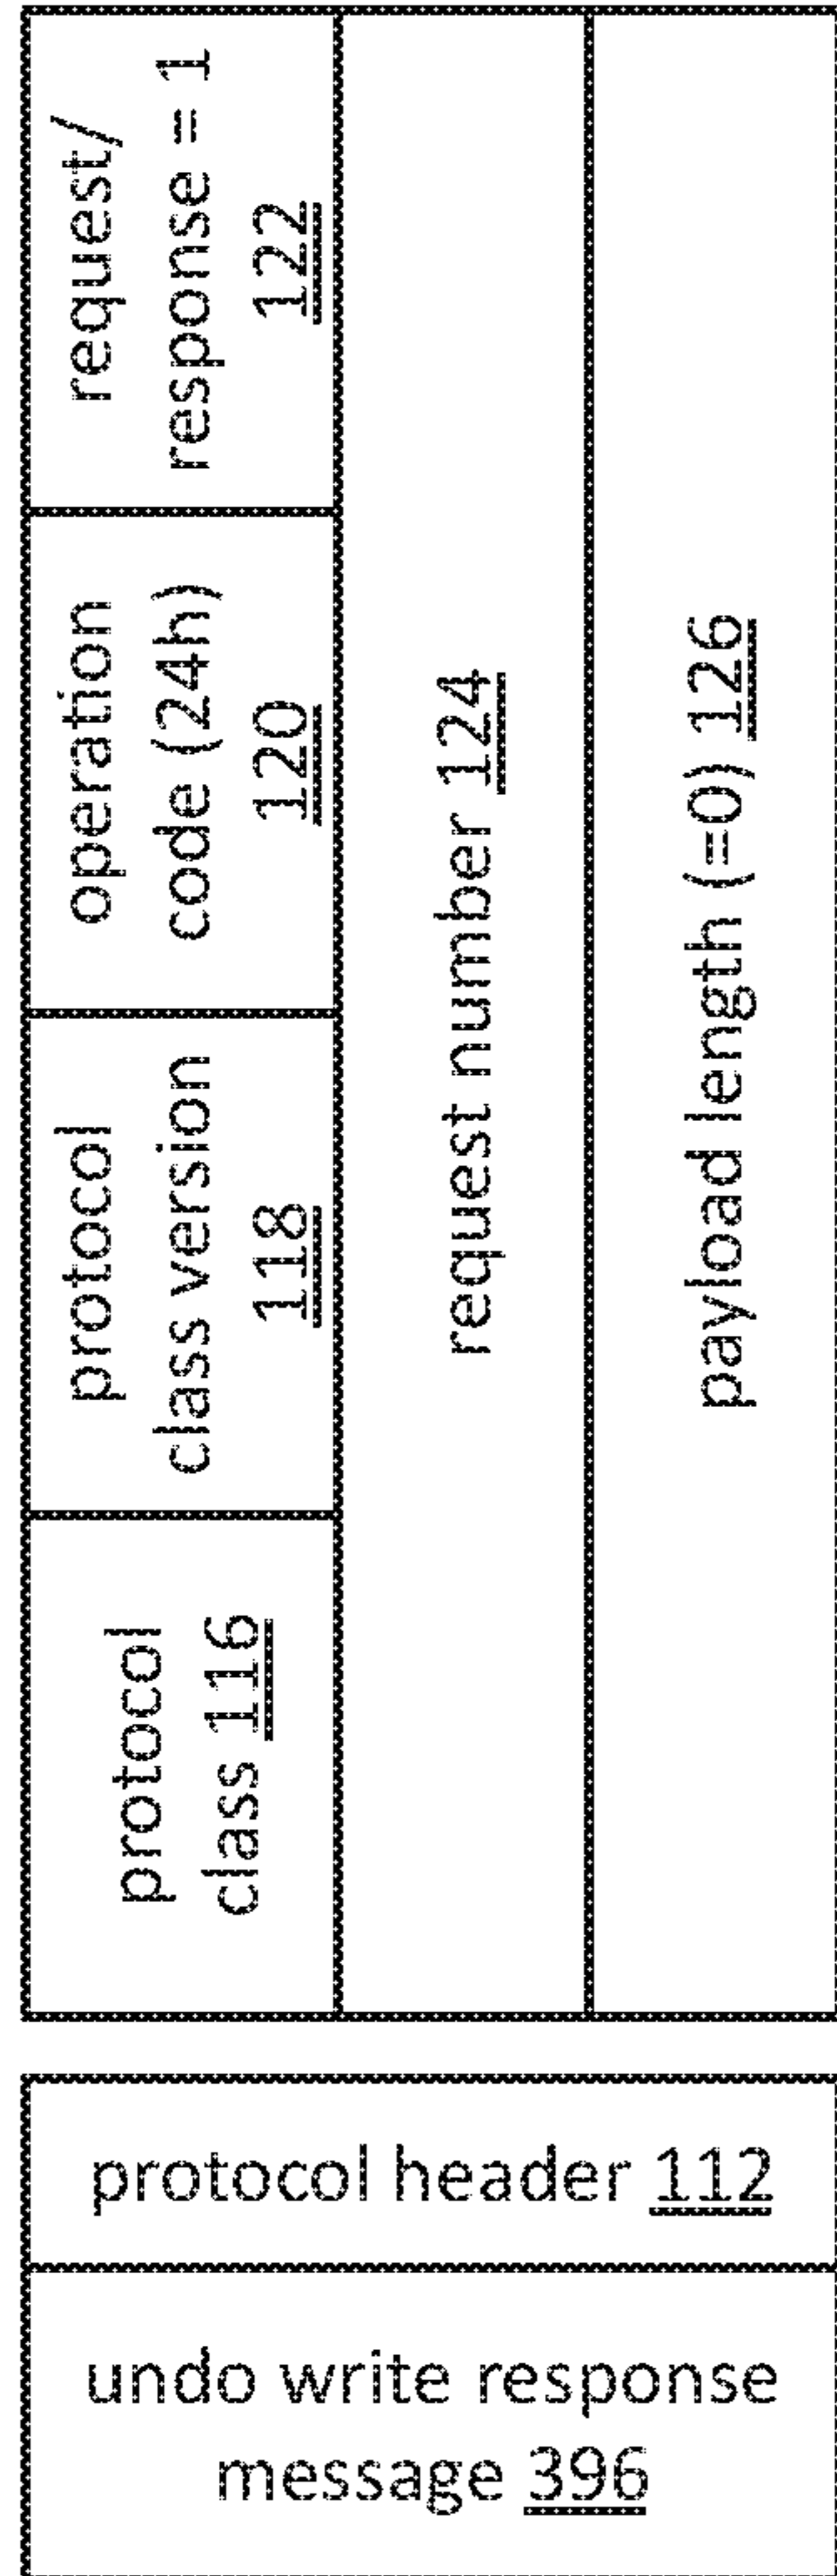 protocol
class 116
protocol
class version
118
operation
code (24h)
120
request/
response = 1
122
request number 124
payload length (=0) 126
protocol header 112
undo write response
message 396